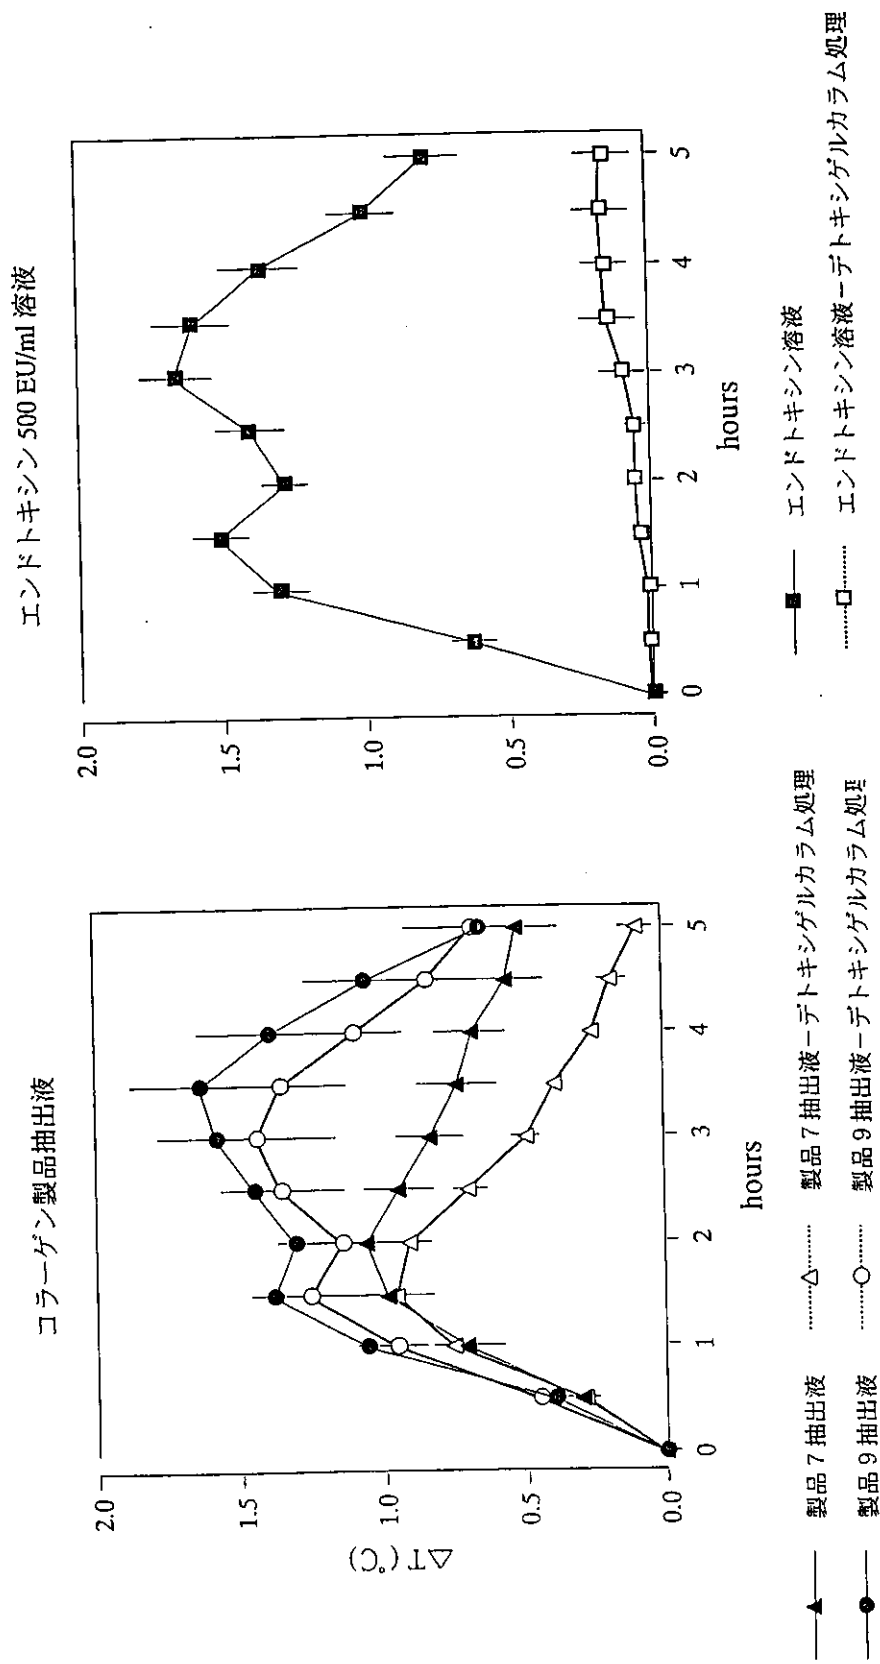 コラーゲン製品抽出液
2.0
1.5
1.0
0.5
0.0
ΔT (℃)
0 1 2 3 4 5
hours
エンドトキシン 500 EU/ml 溶液
2.0
1.5
1.0
0.5
0.0
0 1 2 3 4 5
hours
製品7抽出液
製品7抽出液－デトキシゲルカラム処理
製品9抽出液
製品9抽出液－デトキシゲルカラム処理
エンドトキシン溶液
エンドトキシン溶液－デトキシゲルカラム処理